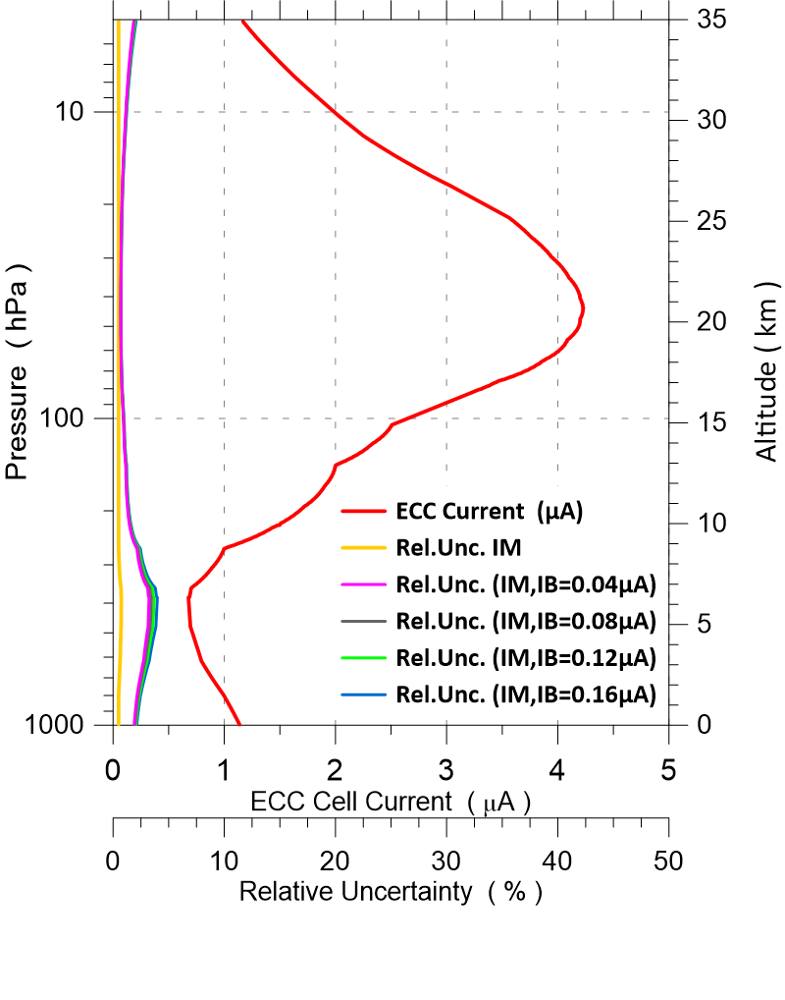 35
10
30
25
Pressure ( hPa )
20
Altitude ( km )
100
15
ECC Current (μA)
10
Rel.Unc. IM
Rel.Unc. (IM,IB=0.04μA)
Rel.Unc. (IM,IB=0.08μA)
5
Rel.Unc. (IM,IB=0.12μA)
Rel.Unc. (IM,IB=0.16μA)
1000
0
0 1 2 3 4 5
ECC Cell Current ( μA )
0 10 20 30 40 50
Relative Uncertainty ( % )